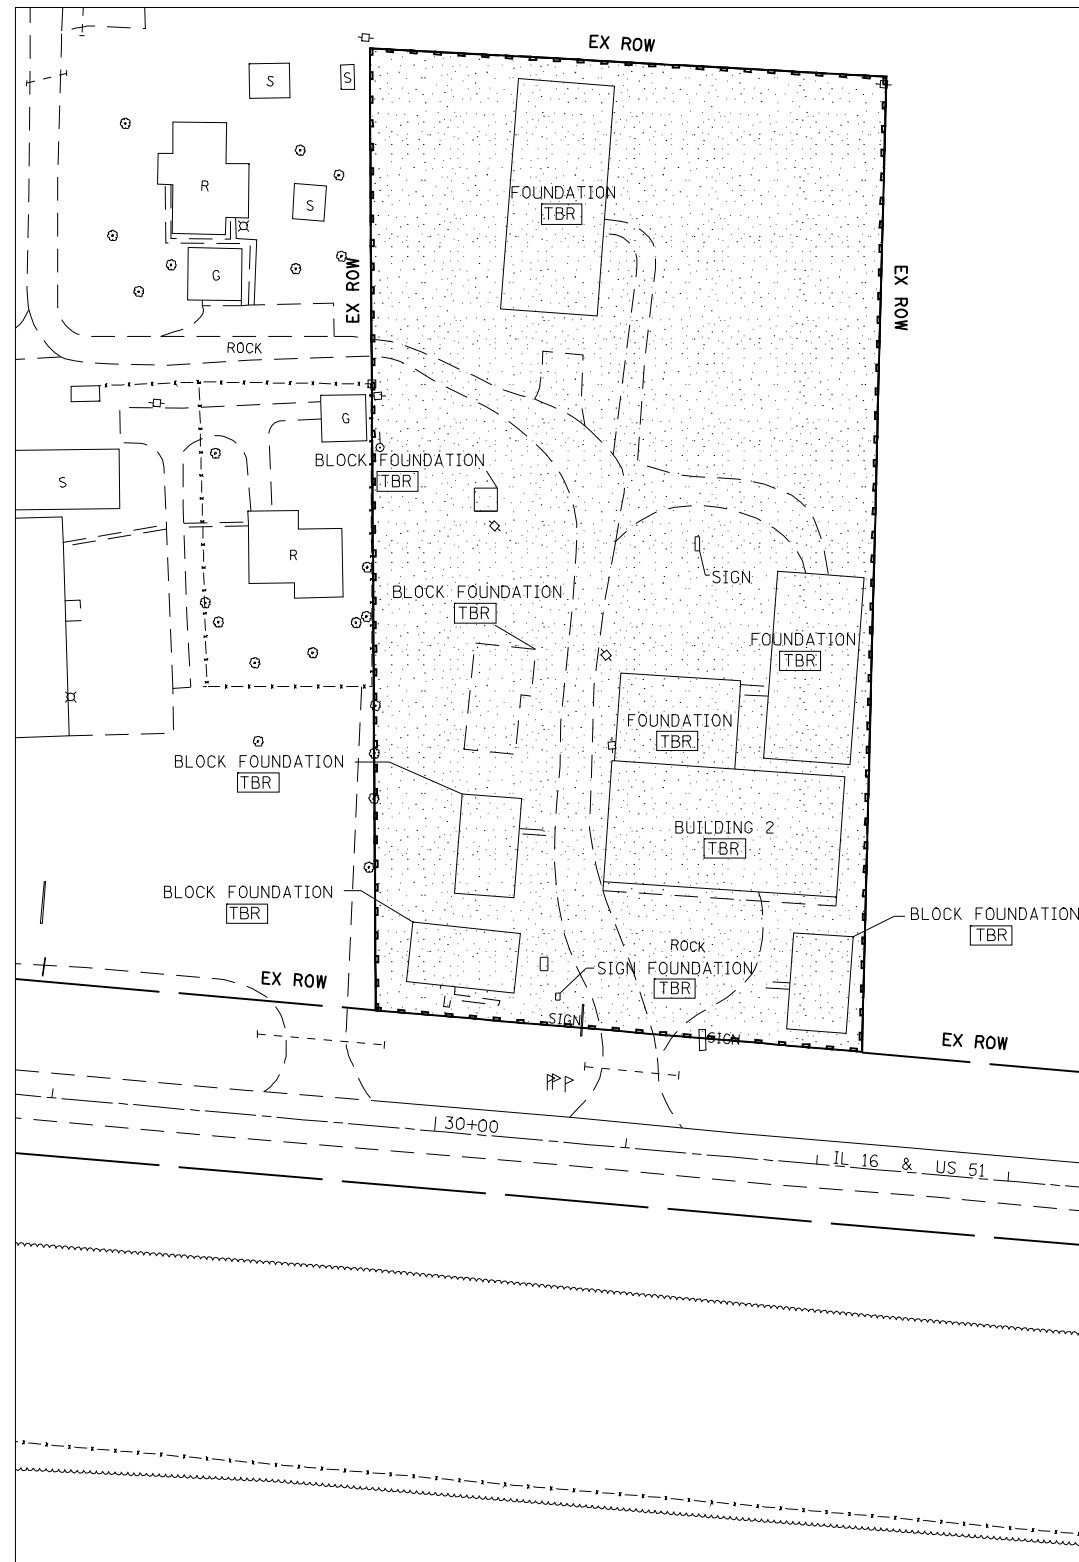 EX ROW
S
S
R
FOUNDATION
TBR
S
G
EX ROW
EX ROW
ROCK
G
BLOCK FOUNDATION
TBR
S
R
SIGN
BLOCK FOUNDATION
TBR
FOUNDATION
TBR
FOUNDATION
TBR
BLOCK FOUNDATION
TBR
BUILDING 2
TBR
BLOCK FOUNDATION
TBR
BLOCK FOUNDATION
TBR
ROCK
SIGN FOUNDATION
TBR
EX ROW
SIGN
SIGN
EX ROW
PPP
30+00
IL 16 & US 51